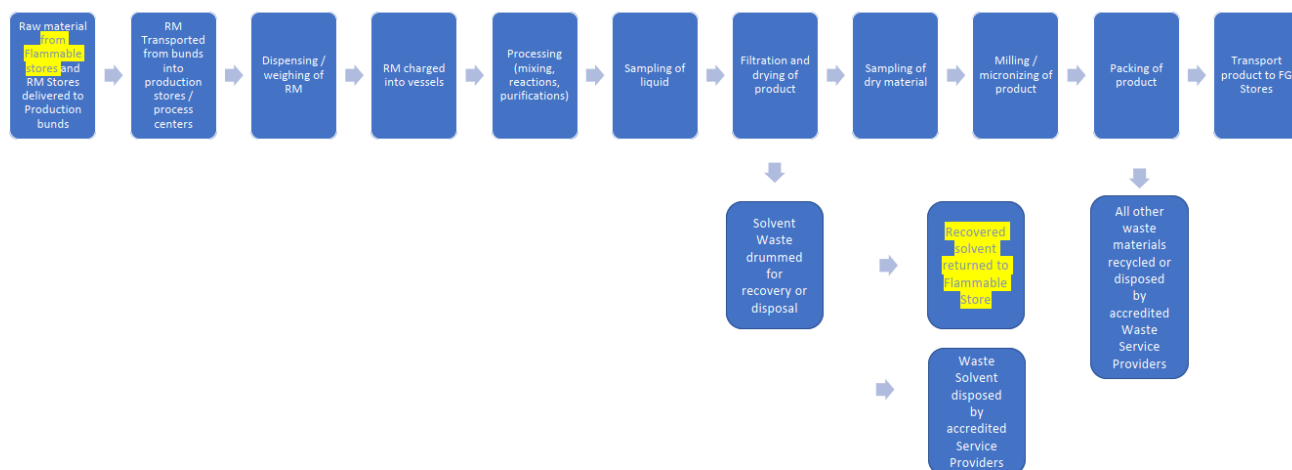 Raw material
from
Flammable
stores and
RM Stores
delivered to
Production
bunds
RM
Transported
from bunds
into
production
stores /
process
centers
Dispensing /
weighing of
RM
RM charged
into vessels
Processing
(mixing,
reactions,
purifications)
Sampling of
liquid
Filtration and
drying of
product
Sampling of
dry material
Milling /
micronizing of
product
Packing of
product
Transport
product to FG
Stores
Solvent
Waste
drummed
for
recovery or
disposal
Recovered
solvent
returned to
Flammable
Store
Waste
Solvent
disposed
by
accredited
Service
Providers
All other
waste
materials
recycled or
disposed
by
accredited
Waste
Service
Providers